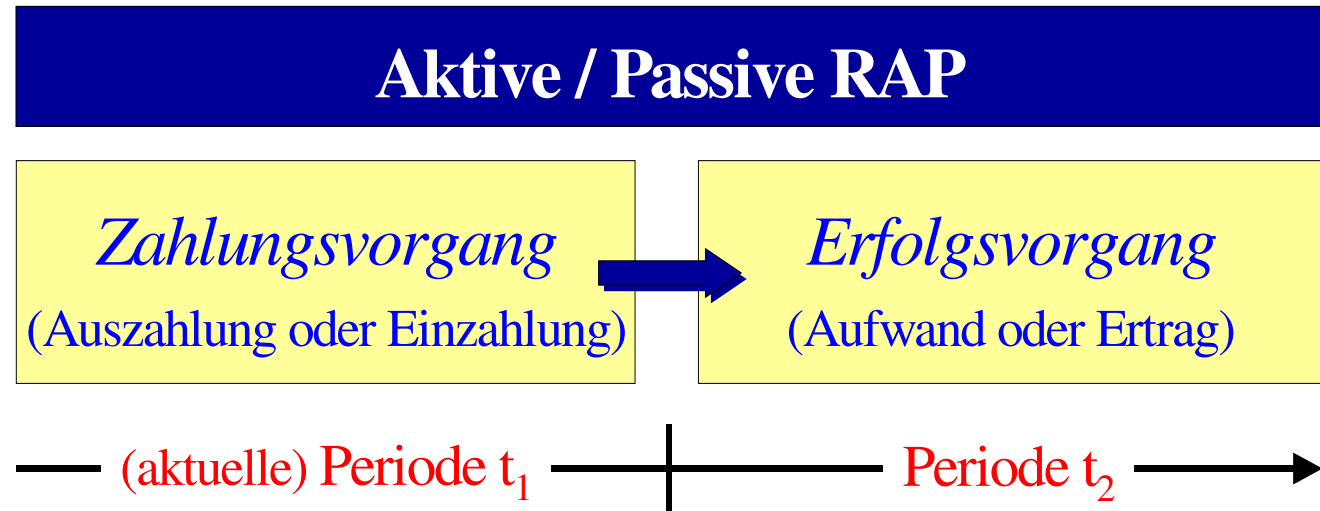 Aktive / Passive RAP
Zahlungsvorgang
(Auszahlung oder Einzahlung)
Erfolgsvorgang
(Aufwand oder Ertrag)
(aktuelle) Periode t₁
Periode t₂